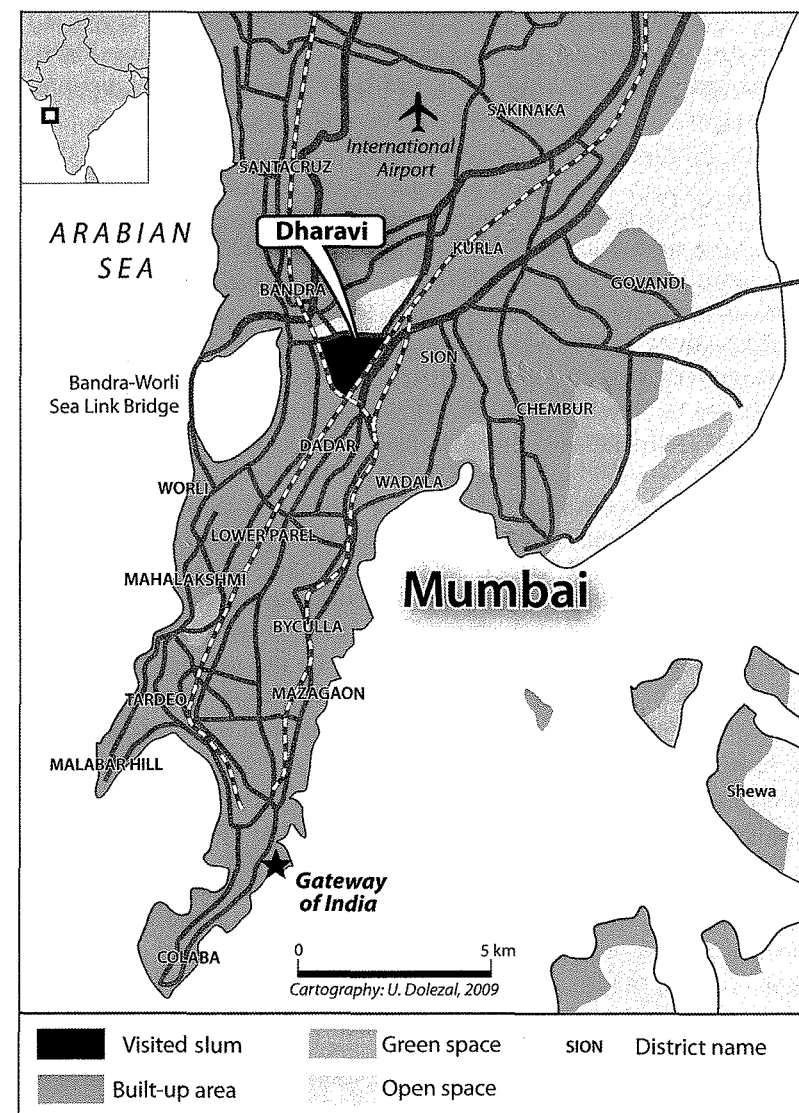 SAKINAKA
International
Airport
SANTACRUZ
ARABIAN
SEA
Dharavi
KURLA
BANDRA
GOVANDI
SION
Bandra-Worli
Sea Link Bridge
CHEMBUR
DADAR
WADALA
WORLI
LOWER PAREL
MAHALAKSHMI
Mumbai
BYCULLA
TARDEO
MAZAGAON
MALABAR HILL
Shewa
Gateway
of India
COLABA
0 5 km
Cartography: U. Dolezal, 2009
Visited slum
Green space
SION District name
Built-up area
Open space